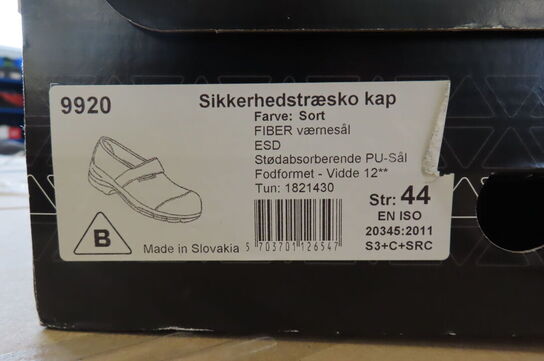 9920
Sikkerhedstræsko kap
Farve: Sort
FIBER værnesål
ESD
Stødabsorberende PU-Sål
Fodformet - Vidde 12**
Tun: 1821430
Str: 44
EN ISO
20345:2011
S3+C+SRC
B
Made in Slovakia
5 703701 126547